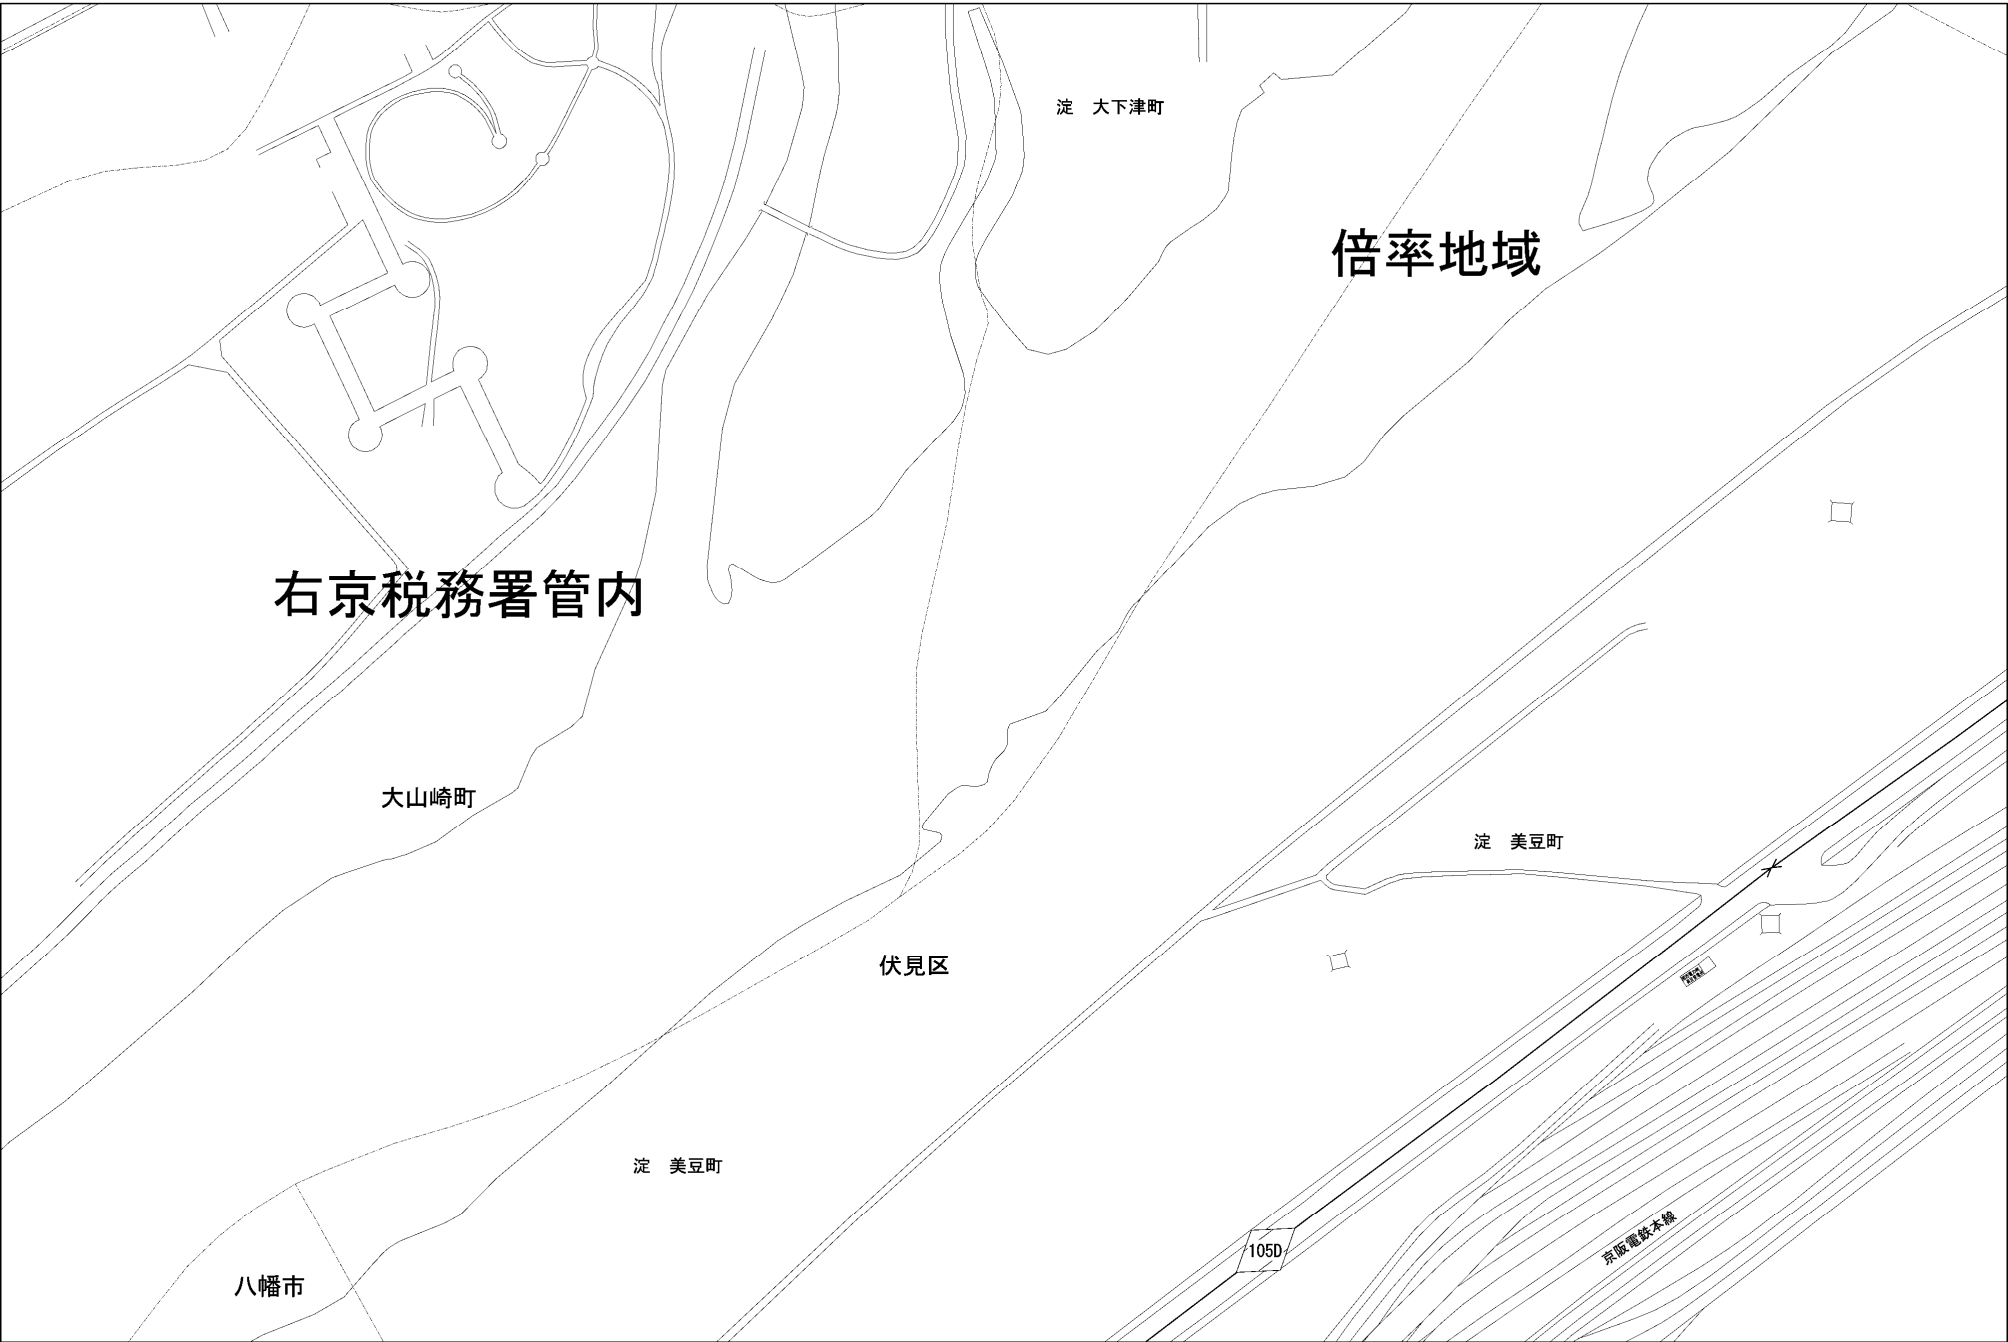 淀　大下津町
倍率地域
右京税務署管内
大山崎町
淀　美豆町
伏見区
淀　美豆町
105D
京阪電鉄本線
八幡市